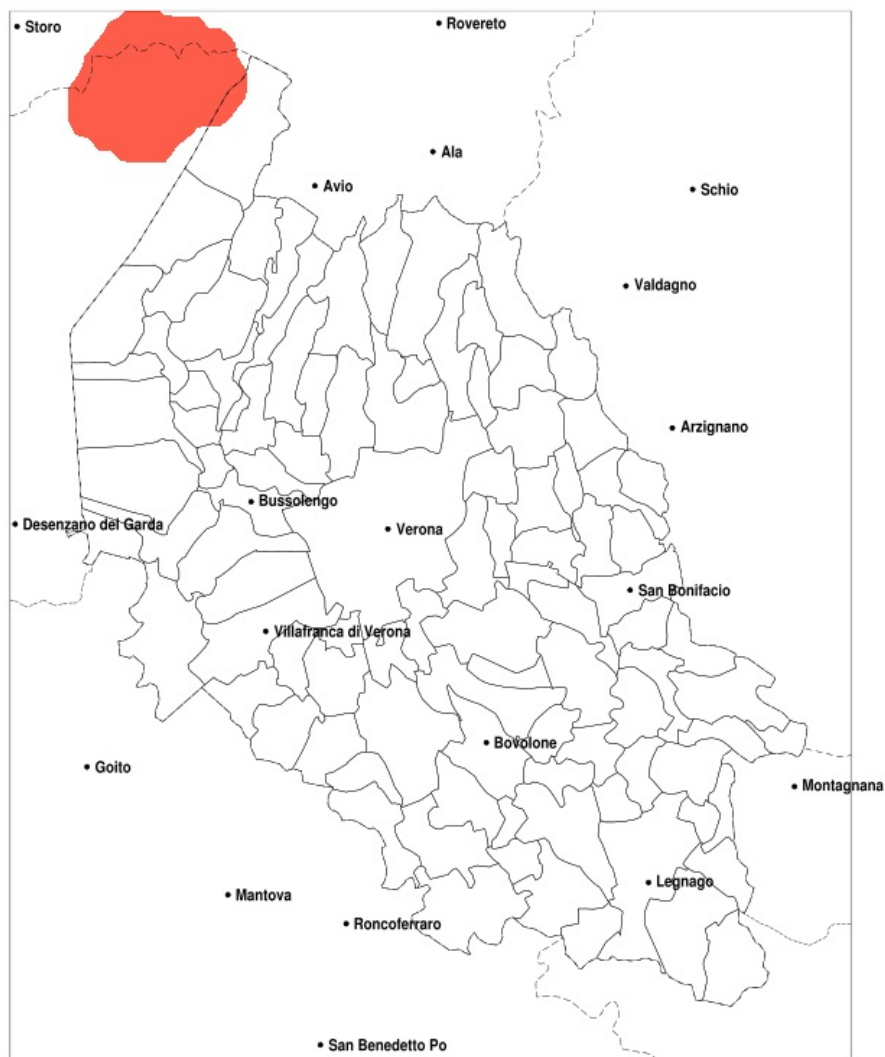 Storo
Rovereto
Ala
Avio
Schio
Valdagno
Arzignano
Bussolengo
Desenzano del Garda
Verona
San Bonifacio
Villafranca di Verona
Bovolone
Goito
Montagnana
Legnago
Mantova
Roncoferraro
San Benedetto Po